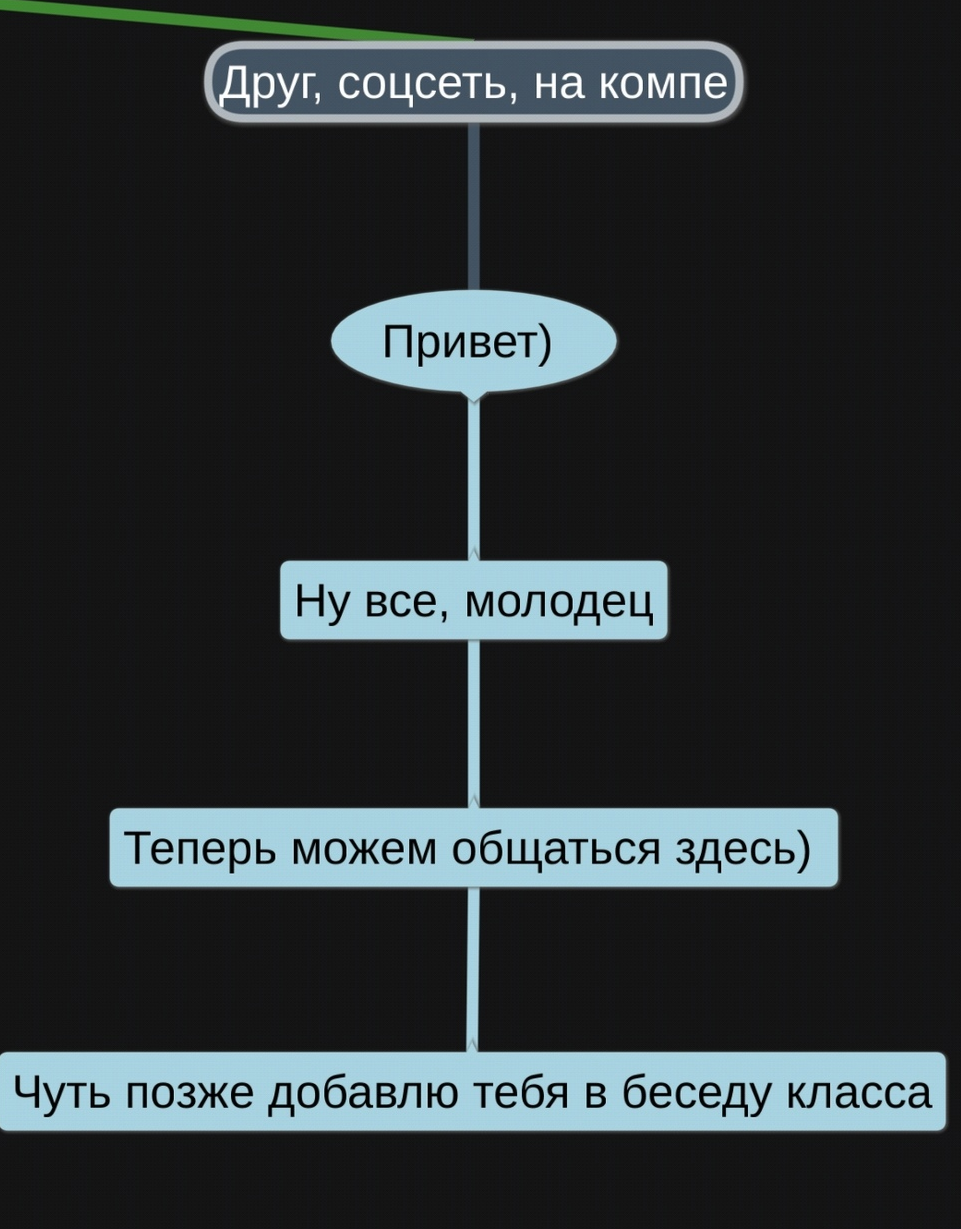 Друг, соцсеть, на компе
Привет)
Ну все, молодец
Теперь можем общаться здесь)
Чуть позже добавлю тебя в беседу класса